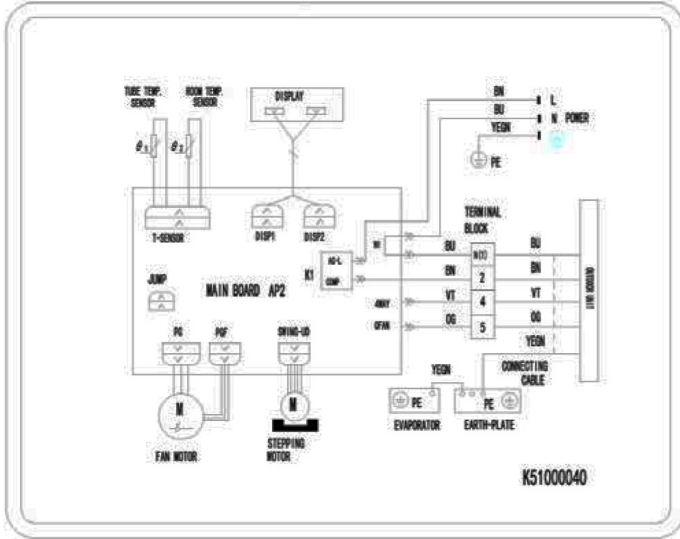 TUBE TEMP. SENSOR
ROOM TEMP. SENSOR
DISPLAY
BN
L
BU
N POWER
YEGN
PE
θ1
θ2
T-SENSOR
DISP1
DISP2
TERMINAL BLOCK
K1
AC-L
COMP
BU
N(1)
BU
BN
2
BN
JUMP
MAIN BOARD AP2
4WAY
VT
4
VT
OFAN
OG
5
OG
OUTDOOR UNIT
PG
PGF
SWING-UD
YEGN
CONNECTING CABLE
YEGN
M
M
PE
PE
EVAPORATOR
EARTH-PLATE
FAN MOTOR
STEPPING MOTOR
K51000040